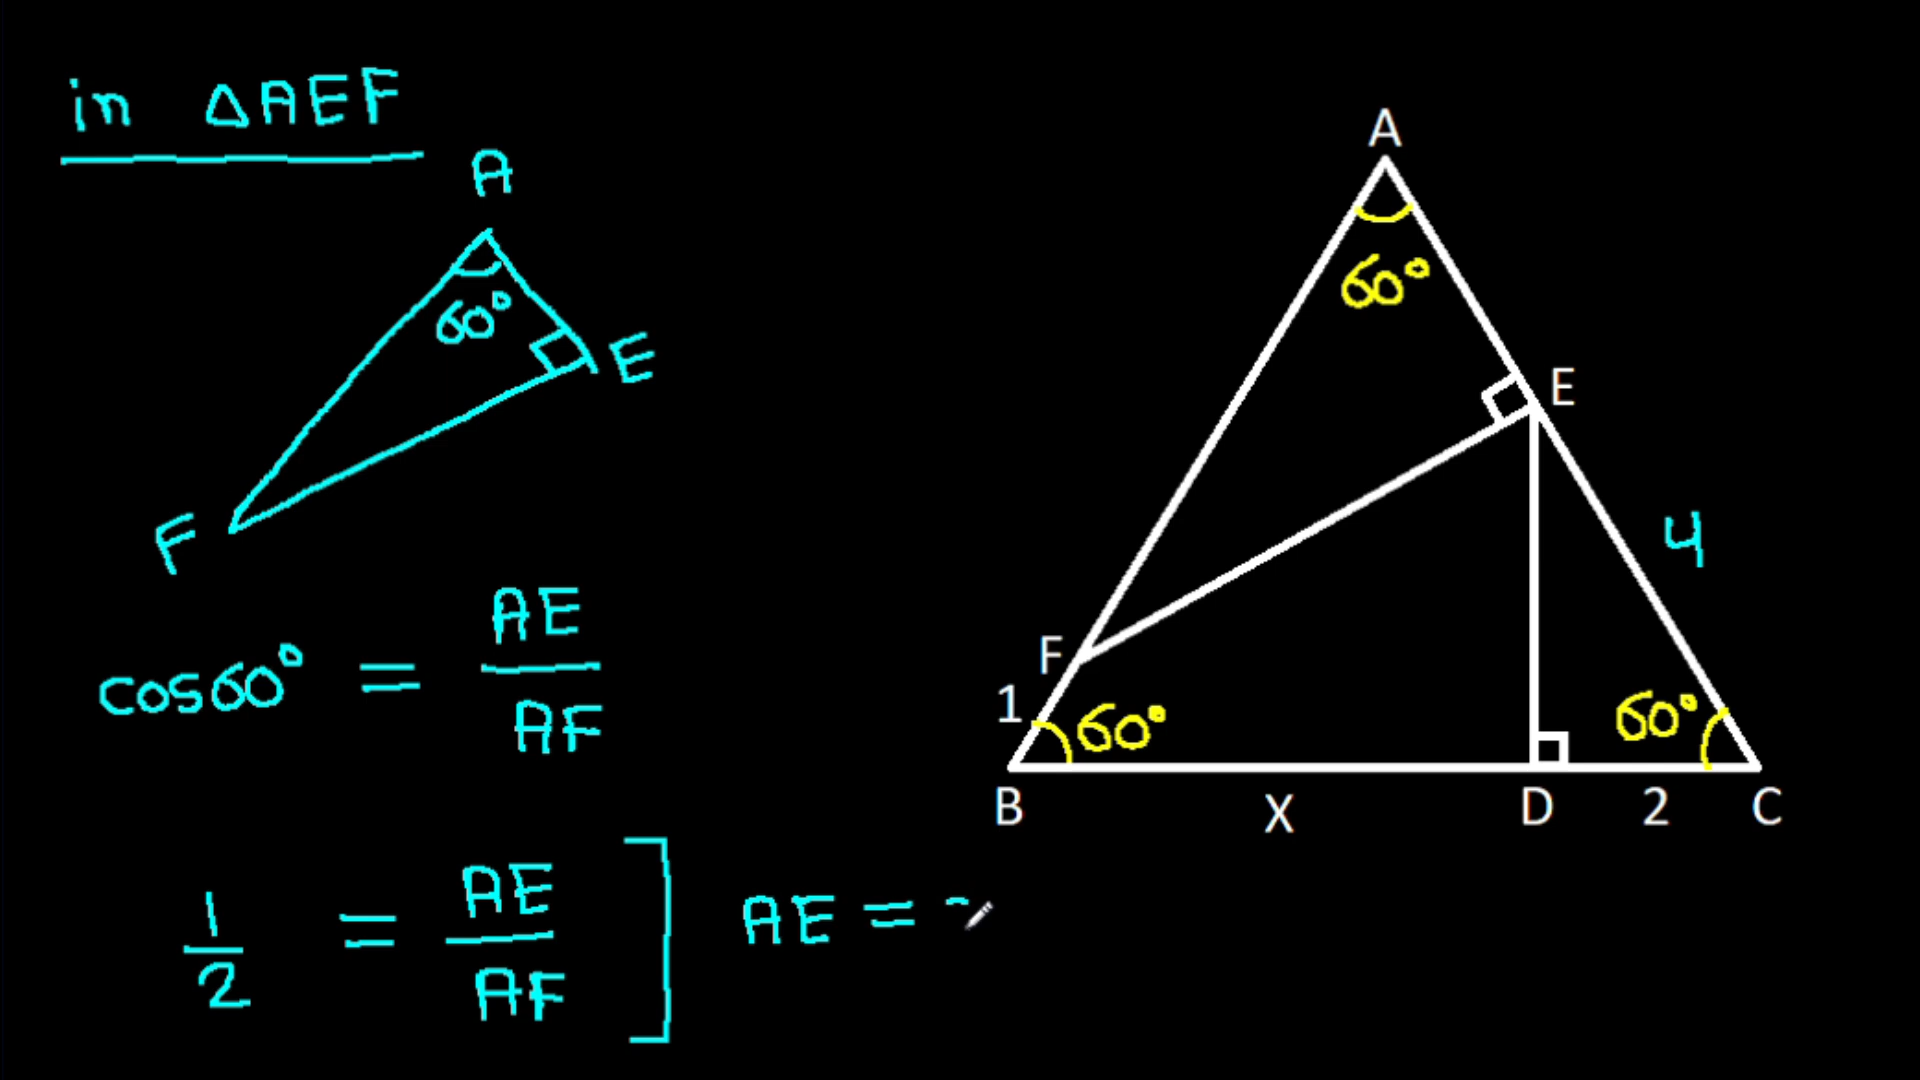 in ΔAEF
A
60°
E
F
cos60° = AE/AF
1/2 = AE/AF ] AE =
A
60°
E
4
F
1
60°
60°
B
X
D
2
C